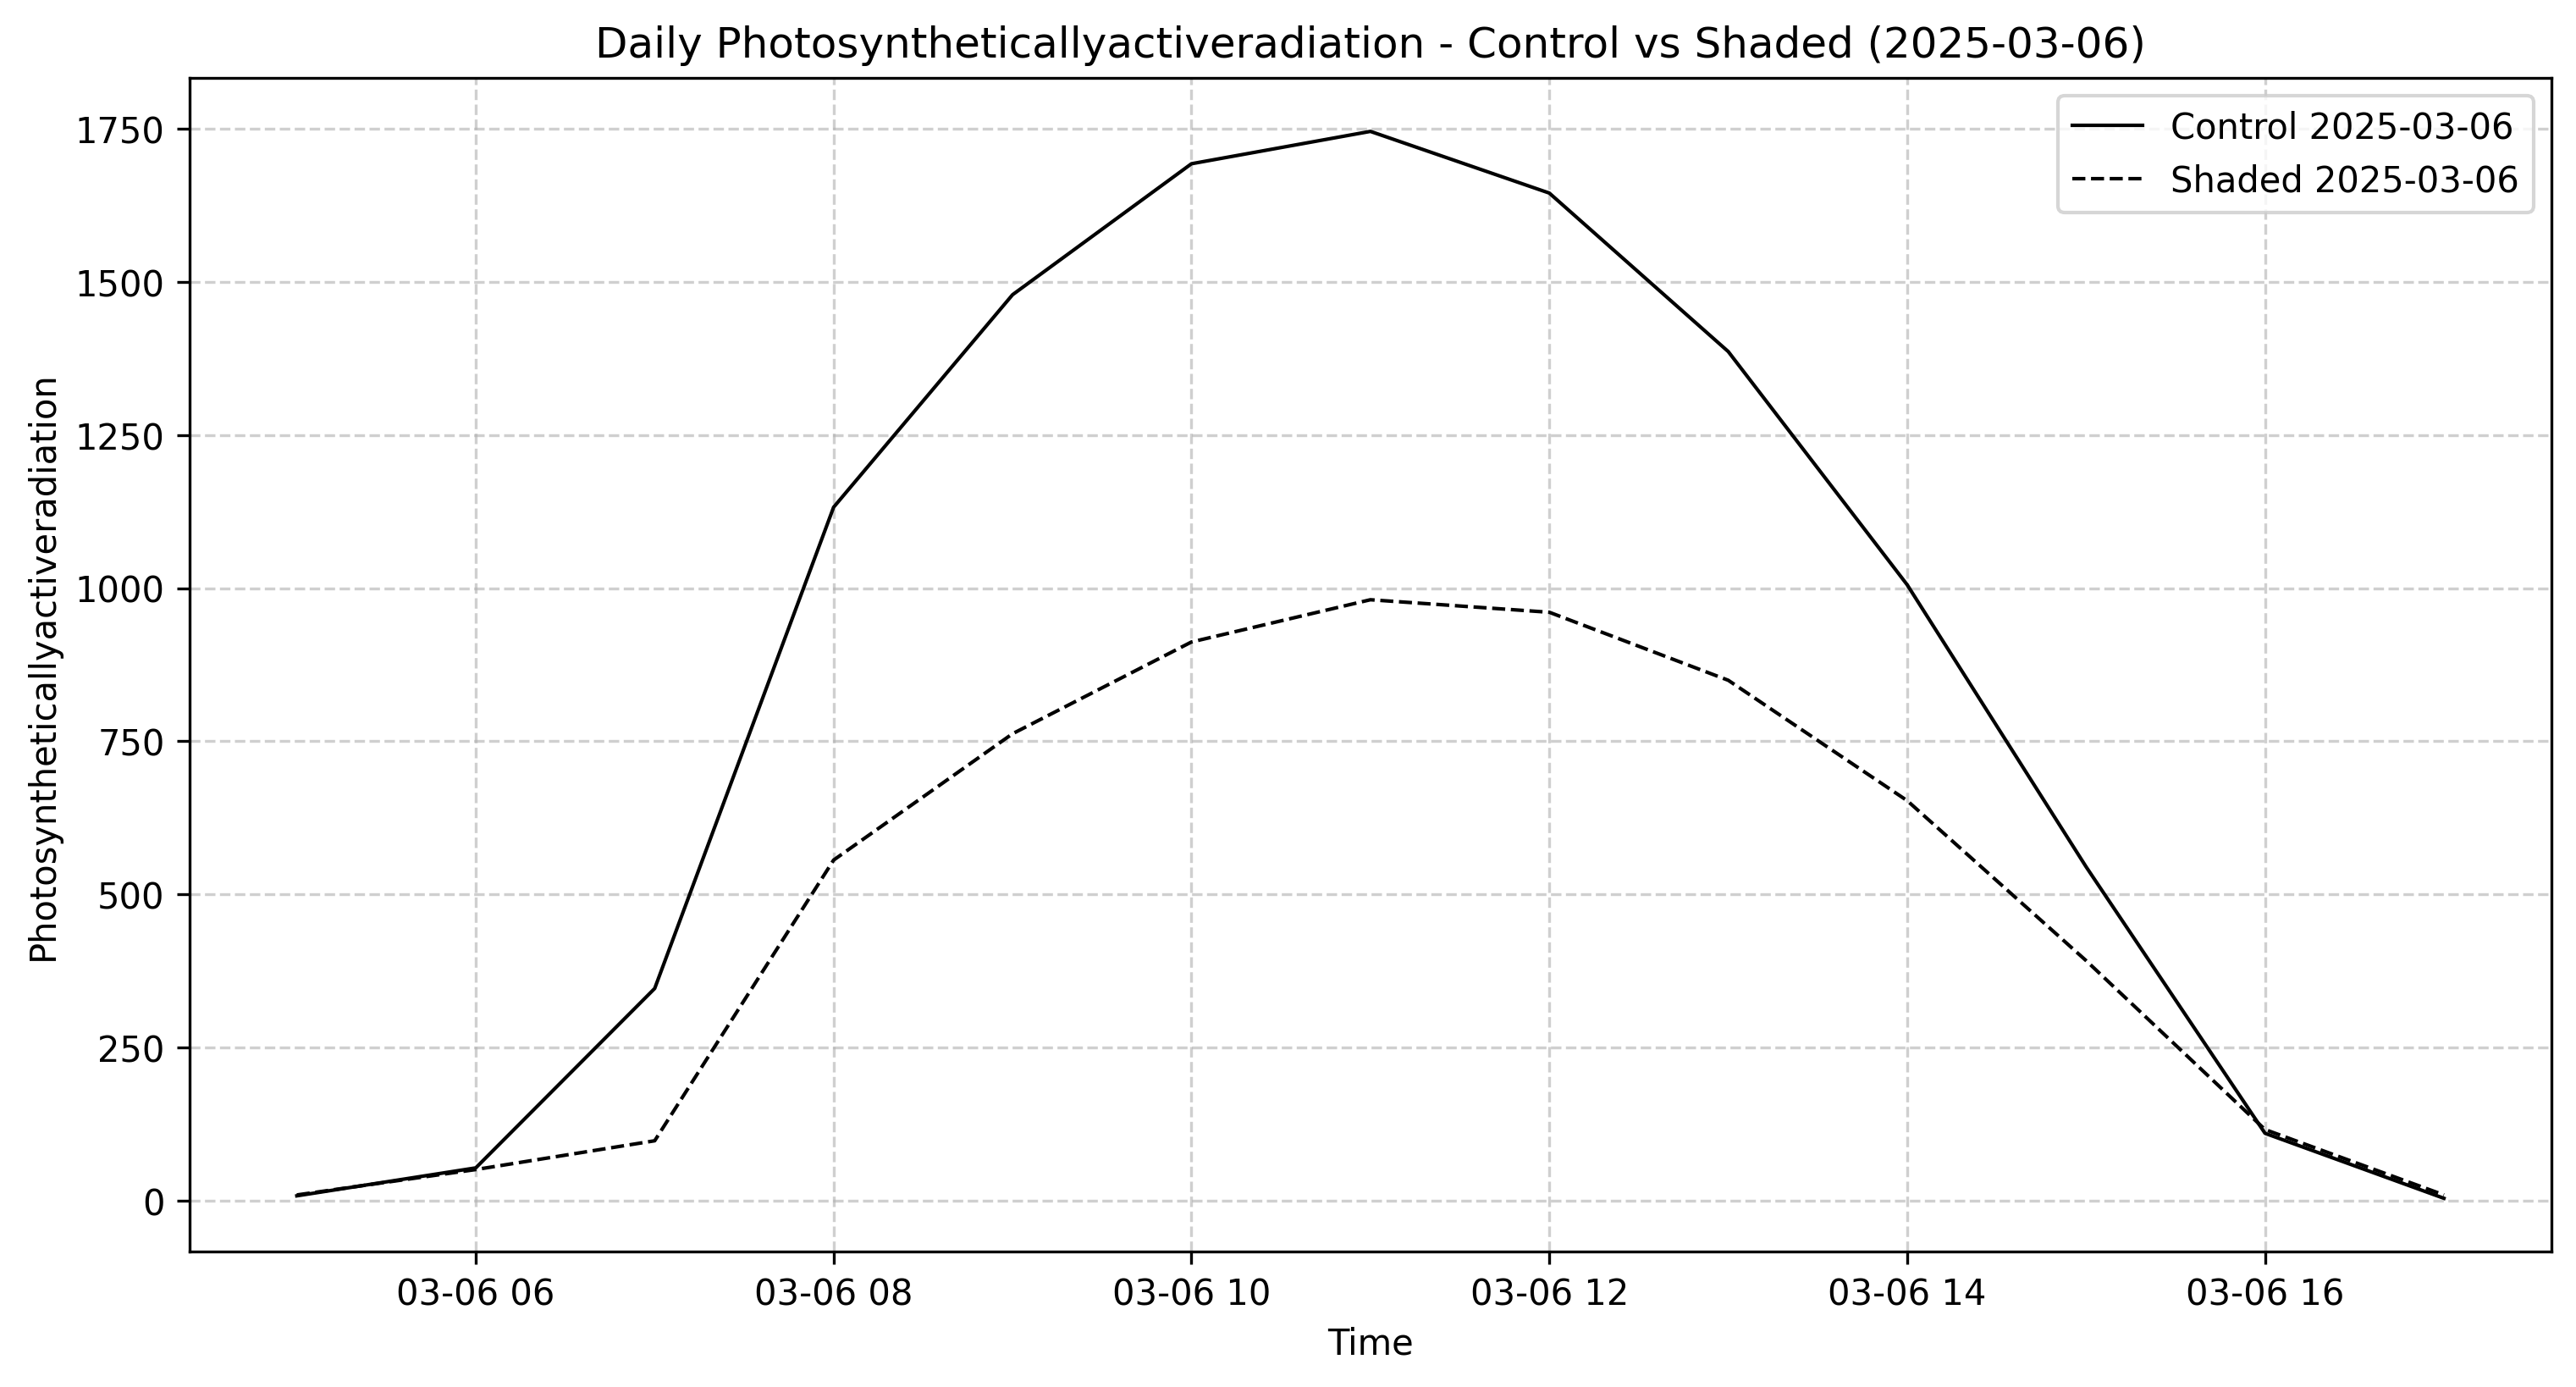 Daily Photosyntheticallyactiveradiation - Control vs Shaded (2025-03-06)
Control 2025-03-06
Shaded 2025-03-06
Photosyntheticallyactiveradiation
1750
1500
1250
1000
750
500
250
0
03-06 06 03-06 08 03-06 10 03-06 12 03-06 14 03-06 16
Time